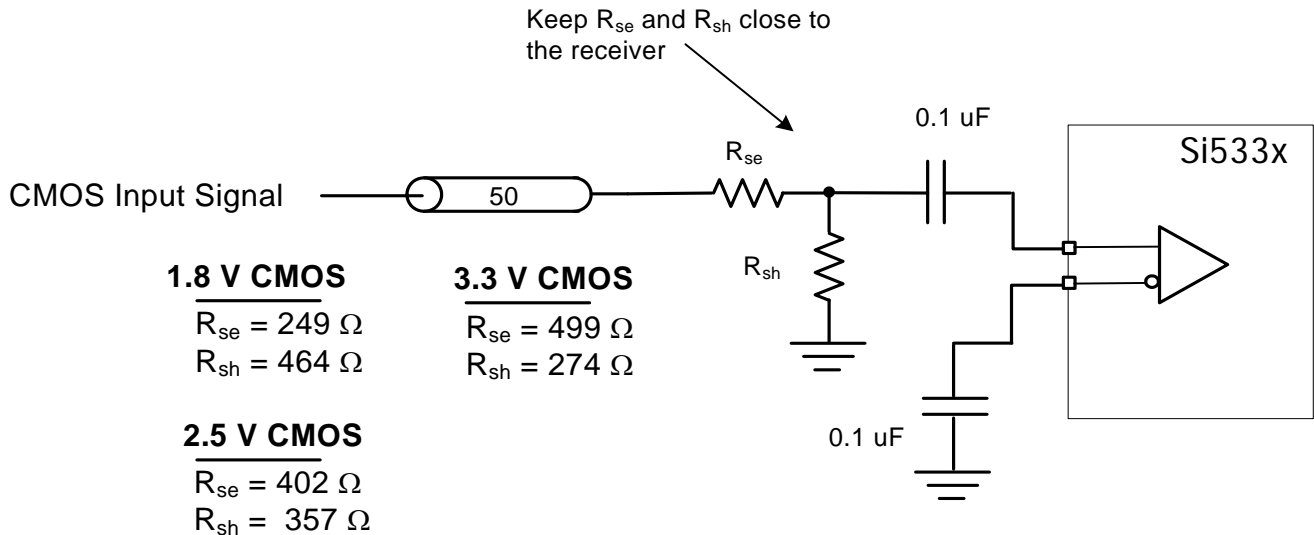 Keep Rse and Rsh close to
the receiver
0.1 uF
Si533x
Rse
CMOS Input Signal
50
Rsh
1.8 V CMOS
Rse = 249 Ω
Rsh = 464 Ω
3.3 V CMOS
Rse = 499 Ω
Rsh = 274 Ω
0.1 uF
2.5 V CMOS
Rse = 402 Ω
Rsh = 357 Ω